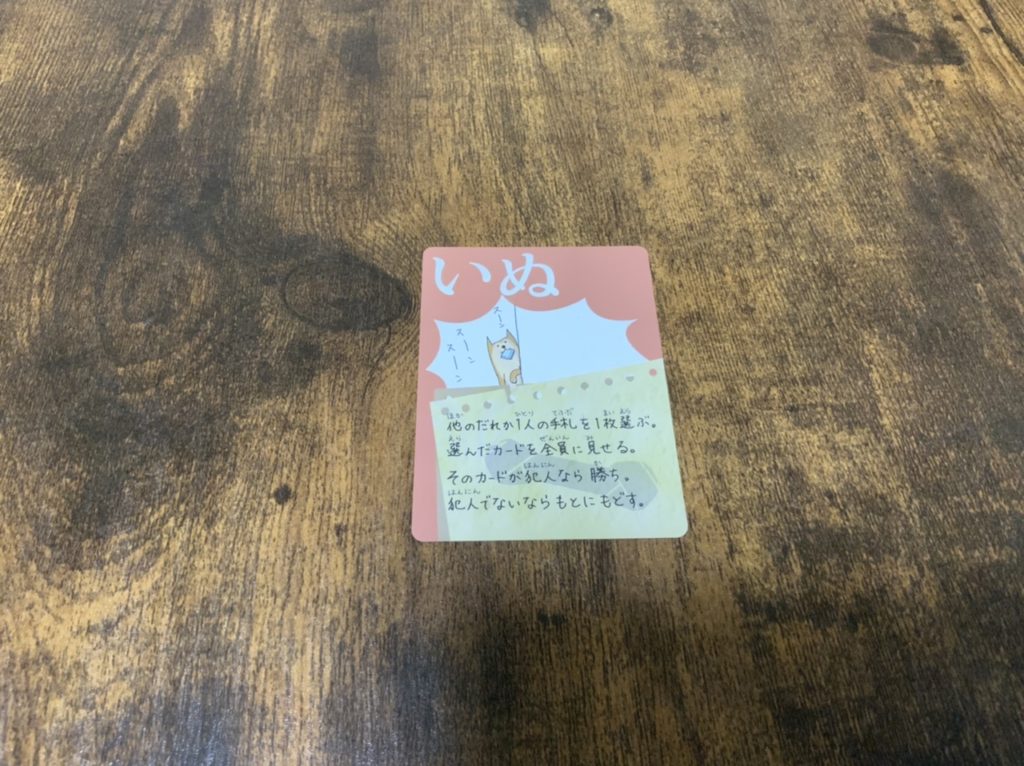 いぬ
スーン
スーン
スーン
他のだれか1人の手札を1枚選ぶ。
選んだカードを全員に見せる。
そのカードが犯人なら勝ち。
犯人でないならもとにもどす。